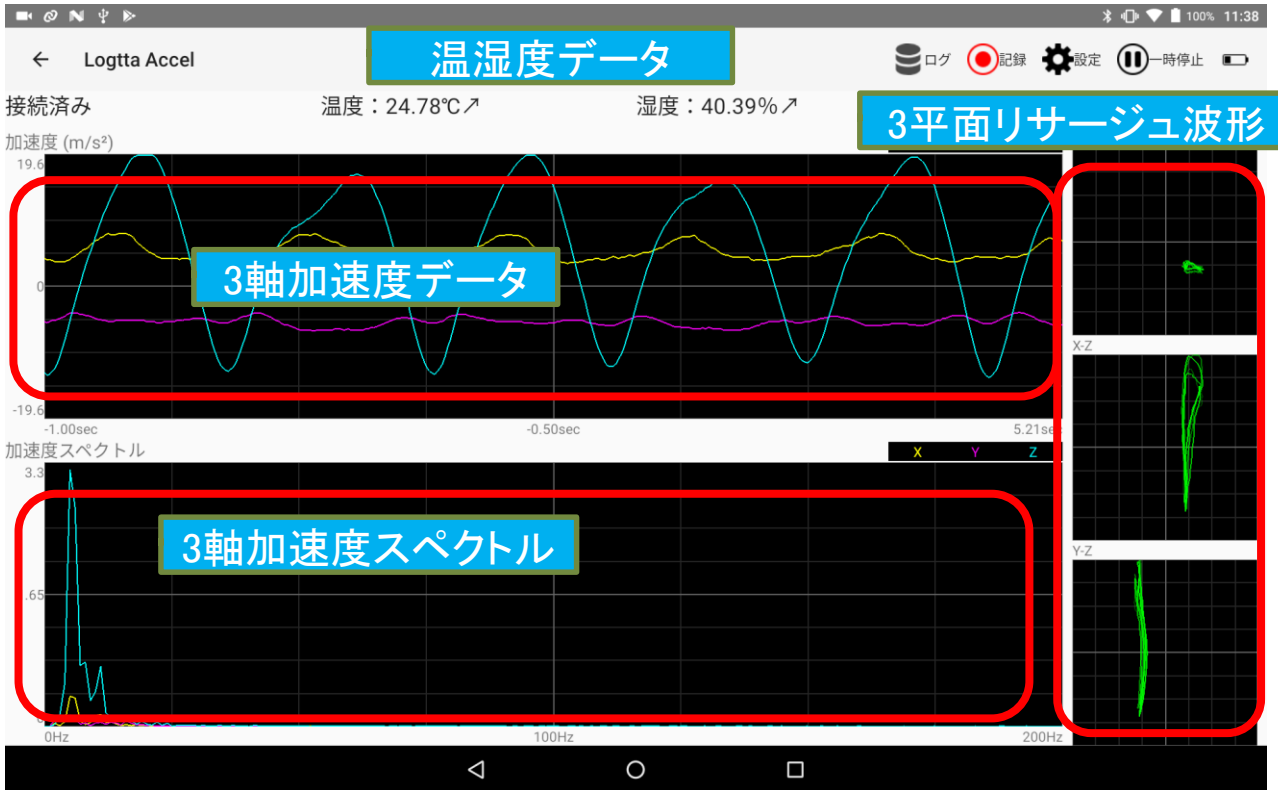 100% 11:38
Logtta Accel
温湿度データ
ログ
記録
設定
一時停止
接続済み
温度：24.78℃↗
湿度：40.39%↗
3平面リサージュ波形
加速度 (m/s²)
19.6
3軸加速度データ
0
-19.6
-1.00sec
-0.50sec
5.21sec
X-Z
加速度スペクトル
X Y Z
3.3
3軸加速度スペクトル
.65
0Hz
100Hz
200Hz
Y-Z